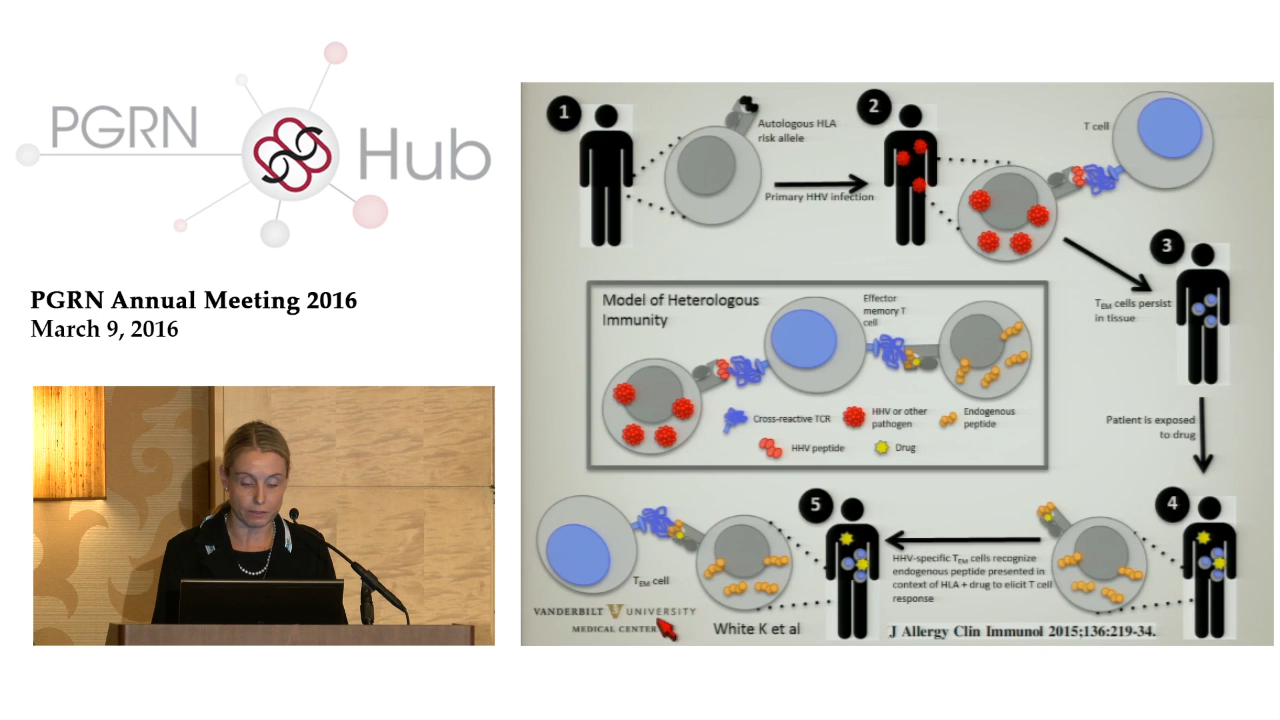 PGRN
Hub
PGRN Annual Meeting 2016
March 9, 2016
1
Autologous HLA
risk allele
Primary HHV infection
2
T cell
3
TEM cells persist
in tissue
Model of Heterologous
Immunity
Effector
memory T
cell
Cross-reactive TCR
HHV or other
pathogen
Endogenous
peptide
HHV peptide
Drug
Patient is exposed
to drug
4
HHV-specific TEM cells recognize
endogenous peptide presented in
context of HLA + drug to elicit T cell
response
5
TEM cell
VANDERBILT V UNIVERSITY
MEDICAL CENTER
White K et al
J Allergy Clin Immunol 2015;136:219-34.